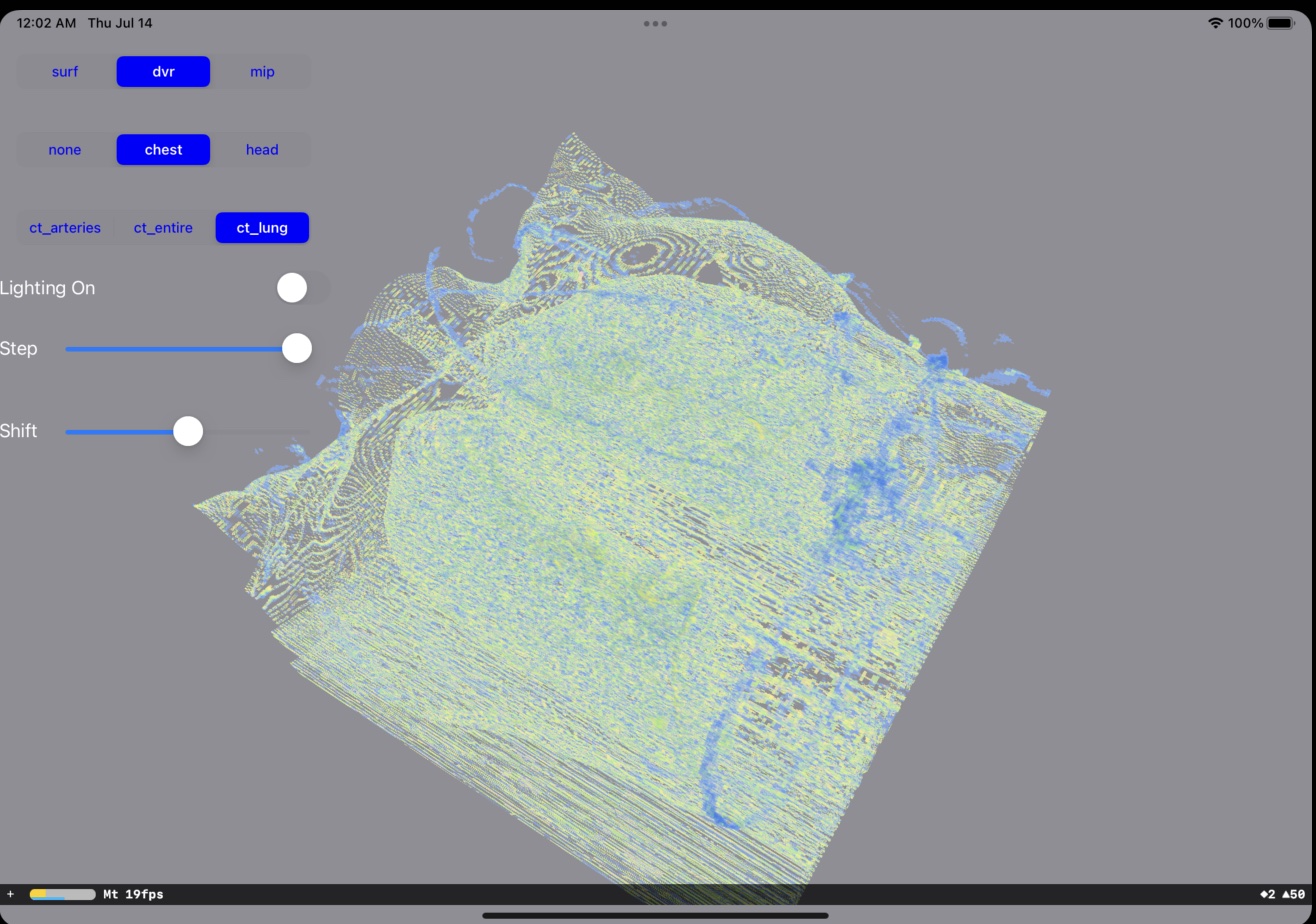 12:02 AM Thu Jul 14 100%
surf dvr mip
none chest head
ct_arteries ct_entire ct_lung
Lighting On
Step
Shift
+ Mt 19fps ◆2 ▲50